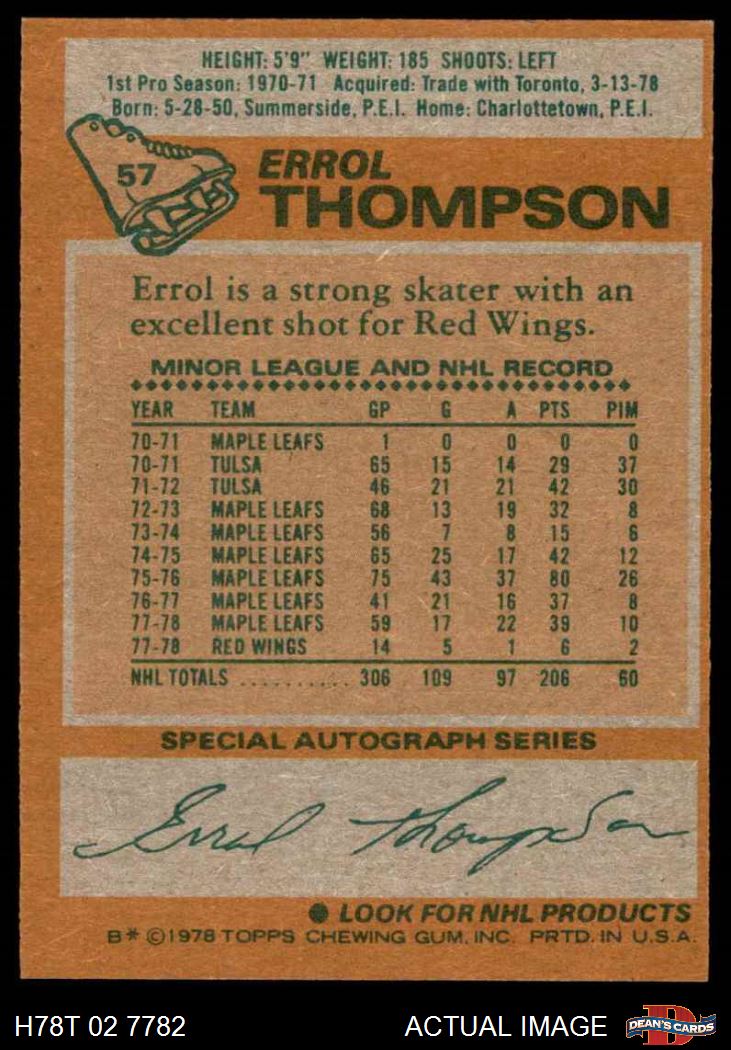 HEIGHT: 5'9" WEIGHT: 185 SHOOTS: LEFT
1st Pro Season: 1970-71 Acquired: Trade with Toronto, 3-13-78
Born: 5-28-50, Summerside, P.E.I. Home: Charlottetown, P.E.I.
57
ERROL
THOMPSON
Errol is a strong skater with an
excellent shot for Red Wings.
MINOR LEAGUE AND NHL RECORD
YEAR TEAM GP G A PTS PIM
70-71 MAPLE LEAFS 1 0 0 0 0
70-71 TULSA 65 15 14 29 37
71-72 TULSA 46 21 21 42 30
72-73 MAPLE LEAFS 68 13 19 32 8
73-74 MAPLE LEAFS 56 7 8 15 6
74-75 MAPLE LEAFS 65 25 17 42 12
75-76 MAPLE LEAFS 75 43 37 80 26
76-77 MAPLE LEAFS 41 21 16 37 8
77-78 MAPLE LEAFS 59 17 22 39 10
77-78 RED WINGS 14 5 1 6 2
NHL TOTALS .......... 306 109 97 206 60
SPECIAL AUTOGRAPH SERIES
Errol Thompson
● LOOK FOR NHL PRODUCTS
B* ©1978 TOPPS CHEWING GUM, INC. PRTD. IN U.S.A.
H78T 02 7782 ACTUAL IMAGE D DEAN'S CARDS